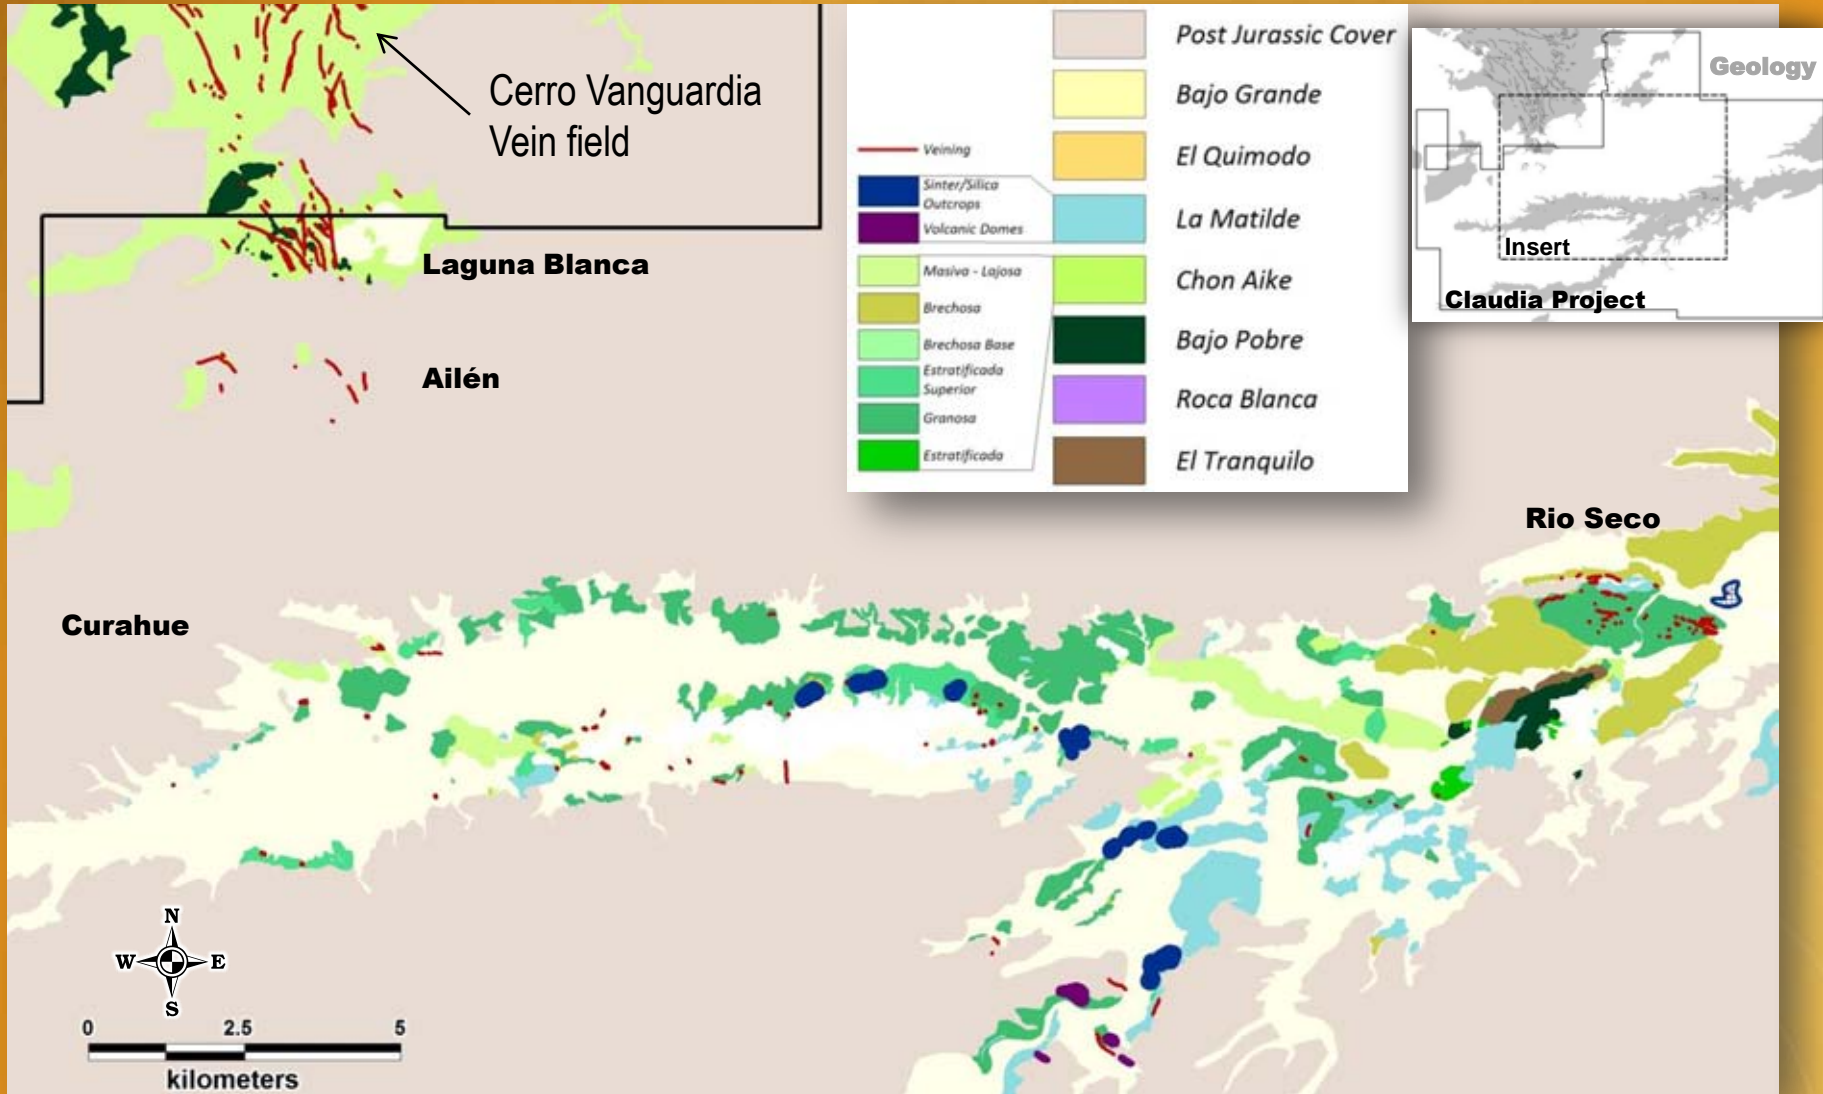 Cerro Vanguardia
Vein field
Laguna Blanca
Ailén
Curahue
Rio Seco
Veining
Sinter/Silica
Outcrops
Volcanic Domes
Masiva - Lajosa
Brechosa
Brechosa Base
Estratificada
Superior
Granosa
Estratificada
Post Jurassic Cover
Bajo Grande
El Quimodo
La Matilde
Chon Aike
Bajo Pobre
Roca Blanca
El Tranquilo
Geology
Insert
Claudia Project
N
W E
S
0 2.5 5
kilometers